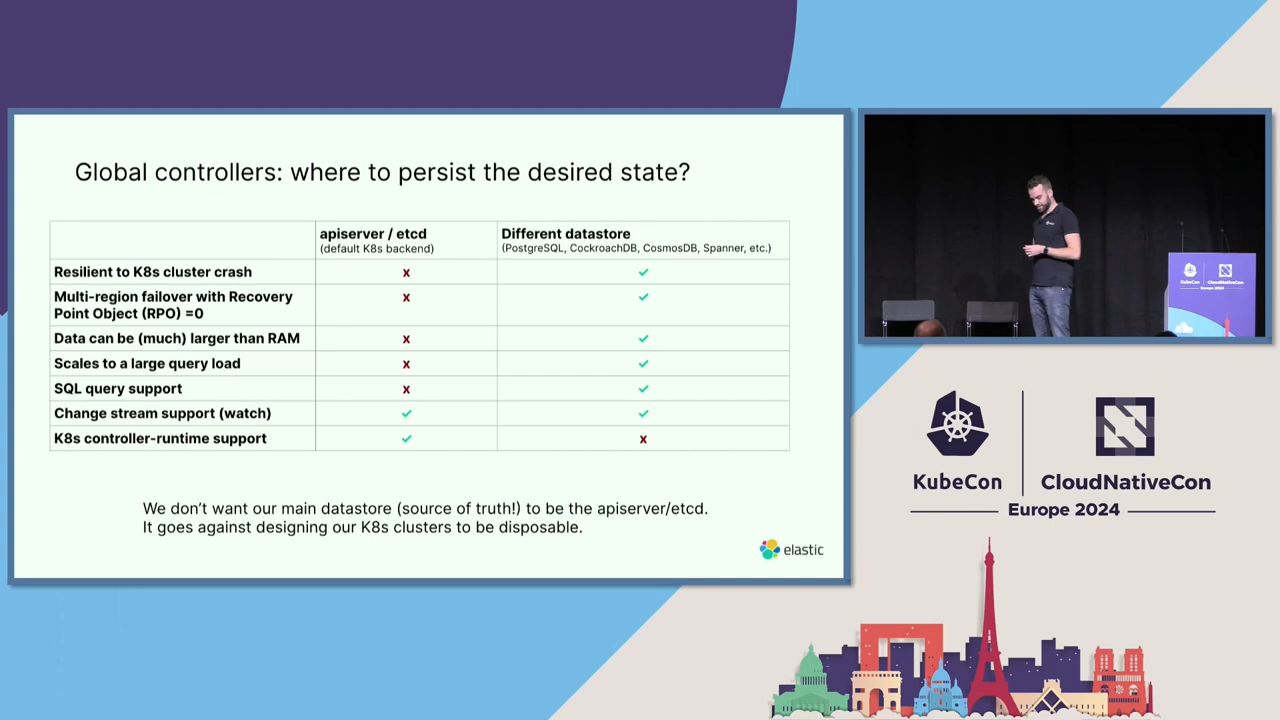 Global controllers: where to persist the desired state?
apiserver / etcd
(default K8s backend)
Different datastore
(PostgreSQL, CockroachDB, CosmosDB, Spanner, etc.)
Resilient to K8s cluster crash
x
✓
Multi-region failover with Recovery
Point Object (RPO) =0
x
✓
Data can be (much) larger than RAM
x
✓
Scales to a large query load
x
✓
SQL query support
x
✓
Change stream support (watch)
✓
✓
K8s controller-runtime support
✓
x
We don't want our main datastore (source of truth!) to be the apiserver/etcd.
It goes against designing our K8s clusters to be disposable.
elastic
KubeCon
CloudNativeCon
Europe 2024
KubeCon
CloudNativeCon
Europe 2024